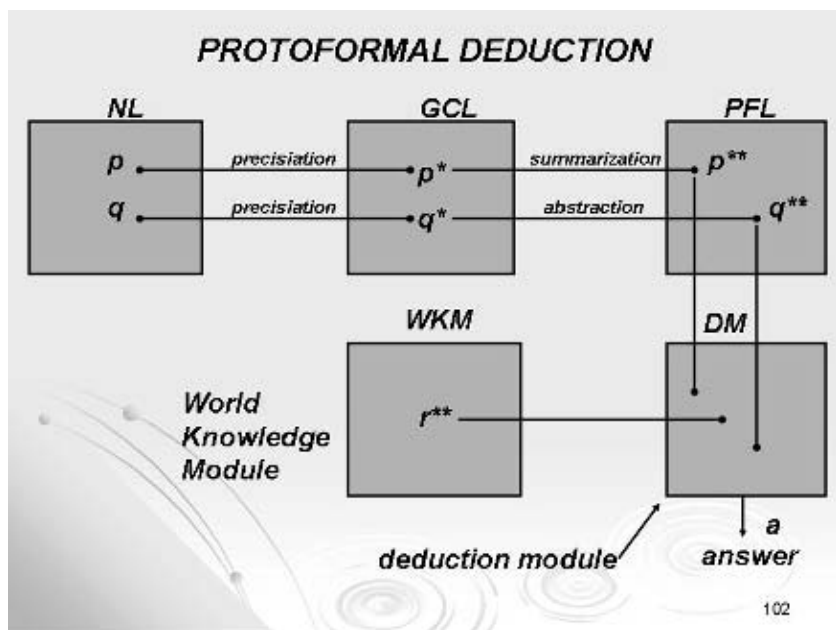 PROTOFORMAL DEDUCTION
NL GCL PFL
p precisiation p* summarization p**
q precisiation q* abstraction q**
WKM DM
World
Knowledge
Module
r**
deduction module
a
answer
102